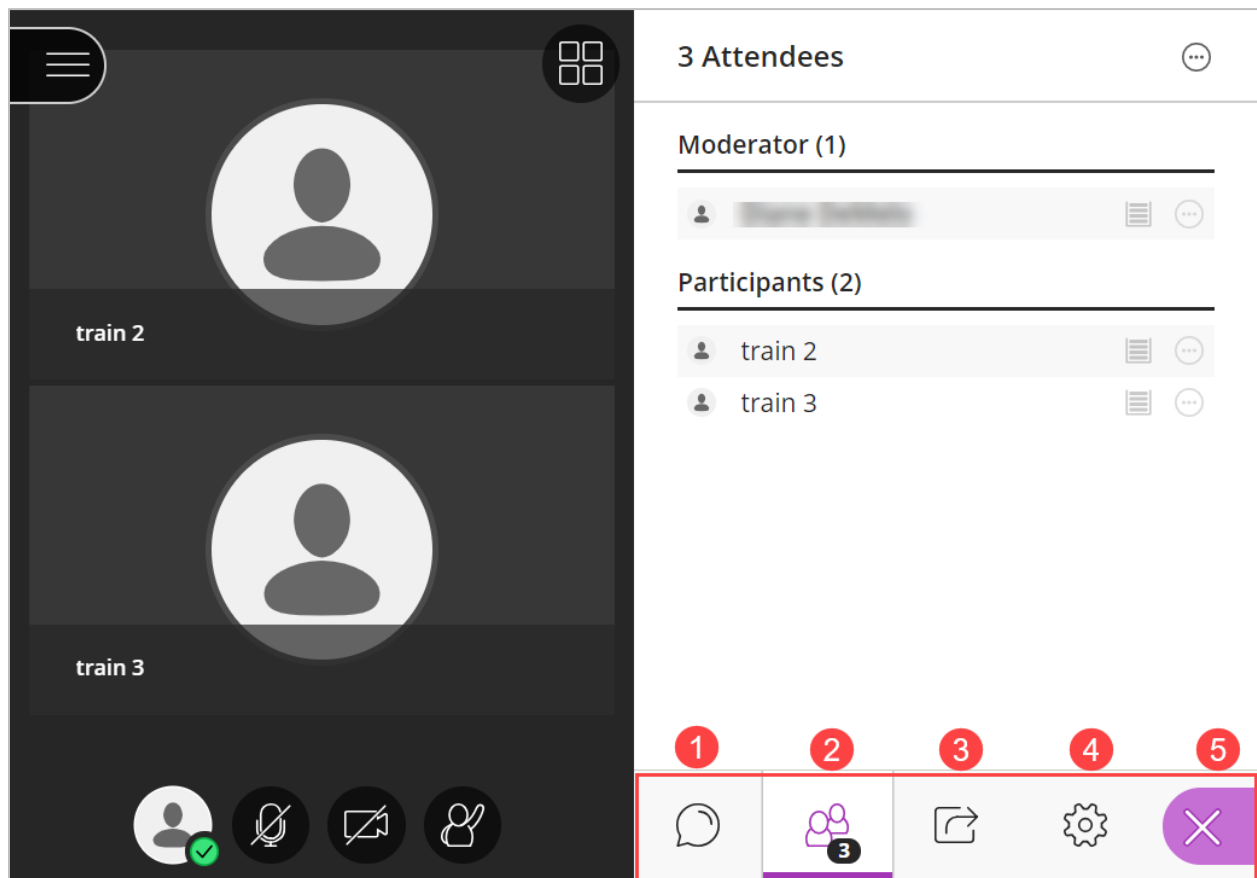 train 2
train 3
3 Attendees
Moderator (1)
Participants (2)
train 2
train 3
1
2
3
4
5
3